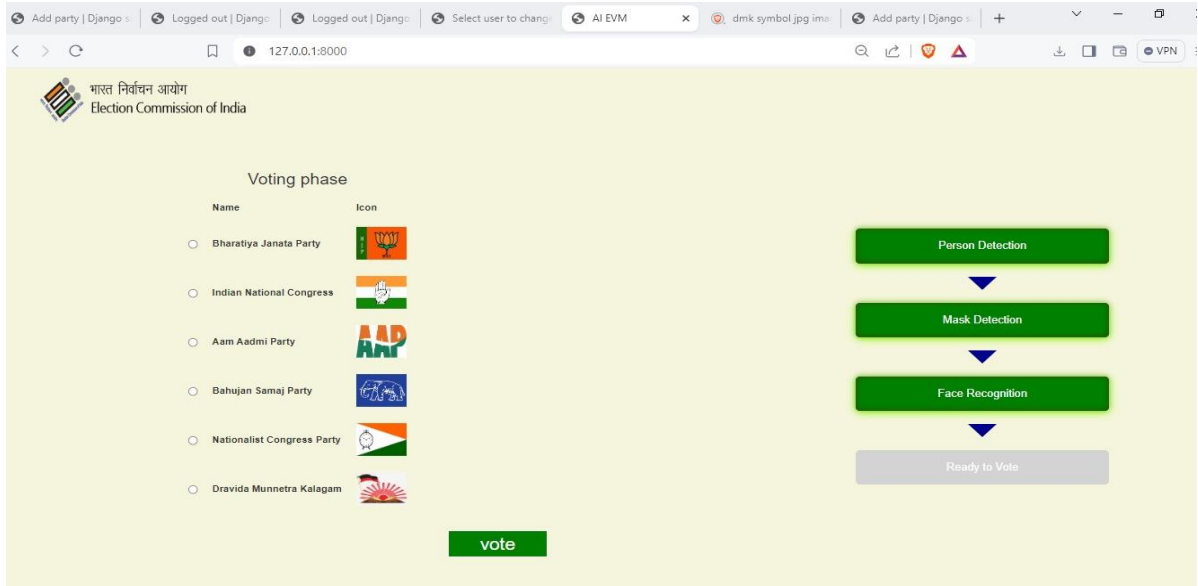 Add party | Django s
Logged out | Django
Logged out | Django
Select user to change
AI EVM
dmk symbol jpg ima
Add party | Django s
127.0.0.1:8000
VPN
भारत निर्वाचन आयोग
Election Commission of India
Voting phase
Name Icon
Bharatiya Janata Party
Indian National Congress
Aam Aadmi Party AAP
Bahujan Samaj Party
Nationalist Congress Party
Dravida Munnetra Kalagam
vote
Person Detection
Mask Detection
Face Recognition
Ready to Vote